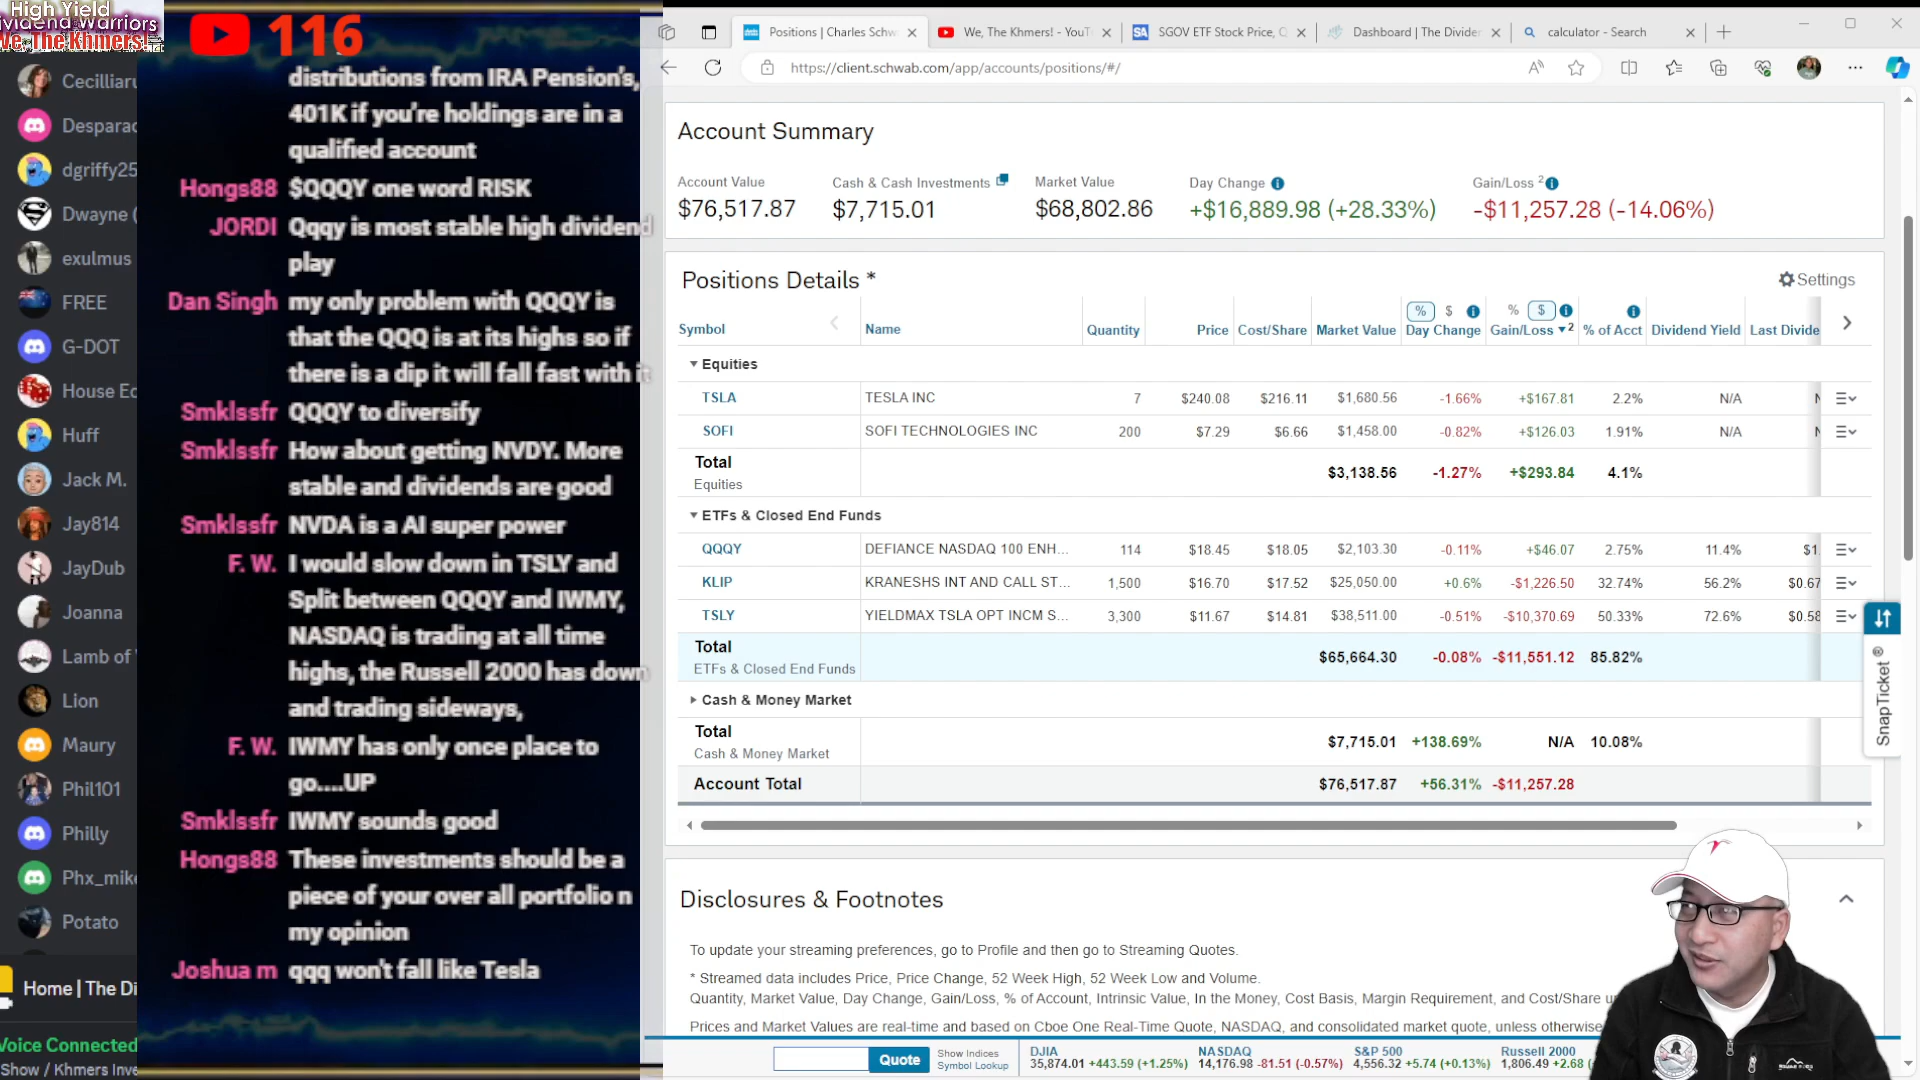 High Yield
Dividend Warriors
We, The Khmers!
Cecilliaru
Desparac
dgriffy25
Dwayne (
exulmus
FREE
G-DOT
House Ec
Huff
Jack M.
Jay814
JayDub
Joanna
Lamb of
Lion
Maury
Phil101
Philly
Phx_mike
Potato
Home | The Di
Voice Connected
Show / Khmers Inve
116
distributions from IRA Pension's,
401K if you're holdings are in a
qualified account
Hongs88 $QQQY one word RISK
JORDI Qqqy is most stable high dividend
play
Dan Singh my only problem with QQQY is
that the QQQ is at its highs so if
there is a dip it will fall fast with it
Smklssfr QQQY to diversify
Smklssfr How about getting NVDY. More
stable and dividends are good
Smklssfr NVDA is a AI super power
F. W. I would slow down in TSLY and
Split between QQQY and IWMY,
NASDAQ is trading at all time
highs, the Russell 2000 has down
and trading sideways,
F. W. IWMY has only once place to
go....UP
Smklssfr IWMY sounds good
Hongs88 These investments should be a
piece of your over all portfolio n
my opinion
Joshua m qqq won't fall like Tesla
Positions | Charles Schw
We, The Khmers! - YouT
SA SGOV ETF Stock Price, Q
Dashboard | The Divider
calculator - Search
https://client.schwab.com/app/accounts/positions/#/
Account Summary
Account Value Cash & Cash Investments Market Value Day Change Gain/Loss 2
$76,517.87 $7,715.01 $68,802.86 +$16,889.98 (+28.33%) -$11,257.28 (-14.06%)
Positions Details *
Settings
% $ % $
Symbol Name Quantity Price Cost/Share Market Value Day Change Gain/Loss 2 % of Acct Dividend Yield Last Divide
Equities
TSLA TESLA INC 7 $240.08 $216.11 $1,680.56 -1.66% +$167.81 2.2% N/A
SOFI SOFI TECHNOLOGIES INC 200 $7.29 $6.66 $1,458.00 -0.82% +$126.03 1.91% N/A
Total
Equities
$3,138.56 -1.27% +$293.84 4.1%
ETFs & Closed End Funds
QQQY DEFIANCE NASDAQ 100 ENH... 114 $18.45 $18.05 $2,103.30 -0.11% +$46.07 2.75% 11.4% $1.
KLIP KRANESHS INT AND CALL ST... 1,500 $16.70 $17.52 $25,050.00 +0.6% -$1,226.50 32.74% 56.2% $0.67
TSLY YIELDMAX TSLA OPT INCM S... 3,300 $11.67 $14.81 $38,511.00 -0.51% -$10,370.69 50.33% 72.6% $0.58
Total
ETFs & Closed End Funds
$65,664.30 -0.08% -$11,551.12 85.82%
Cash & Money Market
Total
Cash & Money Market
$7,715.01 +138.69% N/A 10.08%
Account Total $76,517.87 +56.31% -$11,257.28
SnapTicket ®
Disclosures & Footnotes
To update your streaming preferences, go to Profile and then go to Streaming Quotes.
* Streamed data includes Price, Price Change, 52 Week High, 52 Week Low and Volume.
Quantity, Market Value, Day Change, Gain/Loss, % of Account, Intrinsic Value, In the Money, Cost Basis, Margin Requirement, and Cost/Share
Prices and Market Values are real-time and based on Cboe One Real-Time Quote, NASDAQ, and consolidated market quote, unless otherwise
Quote
Show Indices
Symbol Lookup
DJIA
35,874.01 +443.59 (+1.25%)
NASDAQ
14,176.98 -81.51 (-0.57%)
S&P 500
4,556.32 +5.74 (+0.13%)
Russell 2000
1,806.49 +2.68